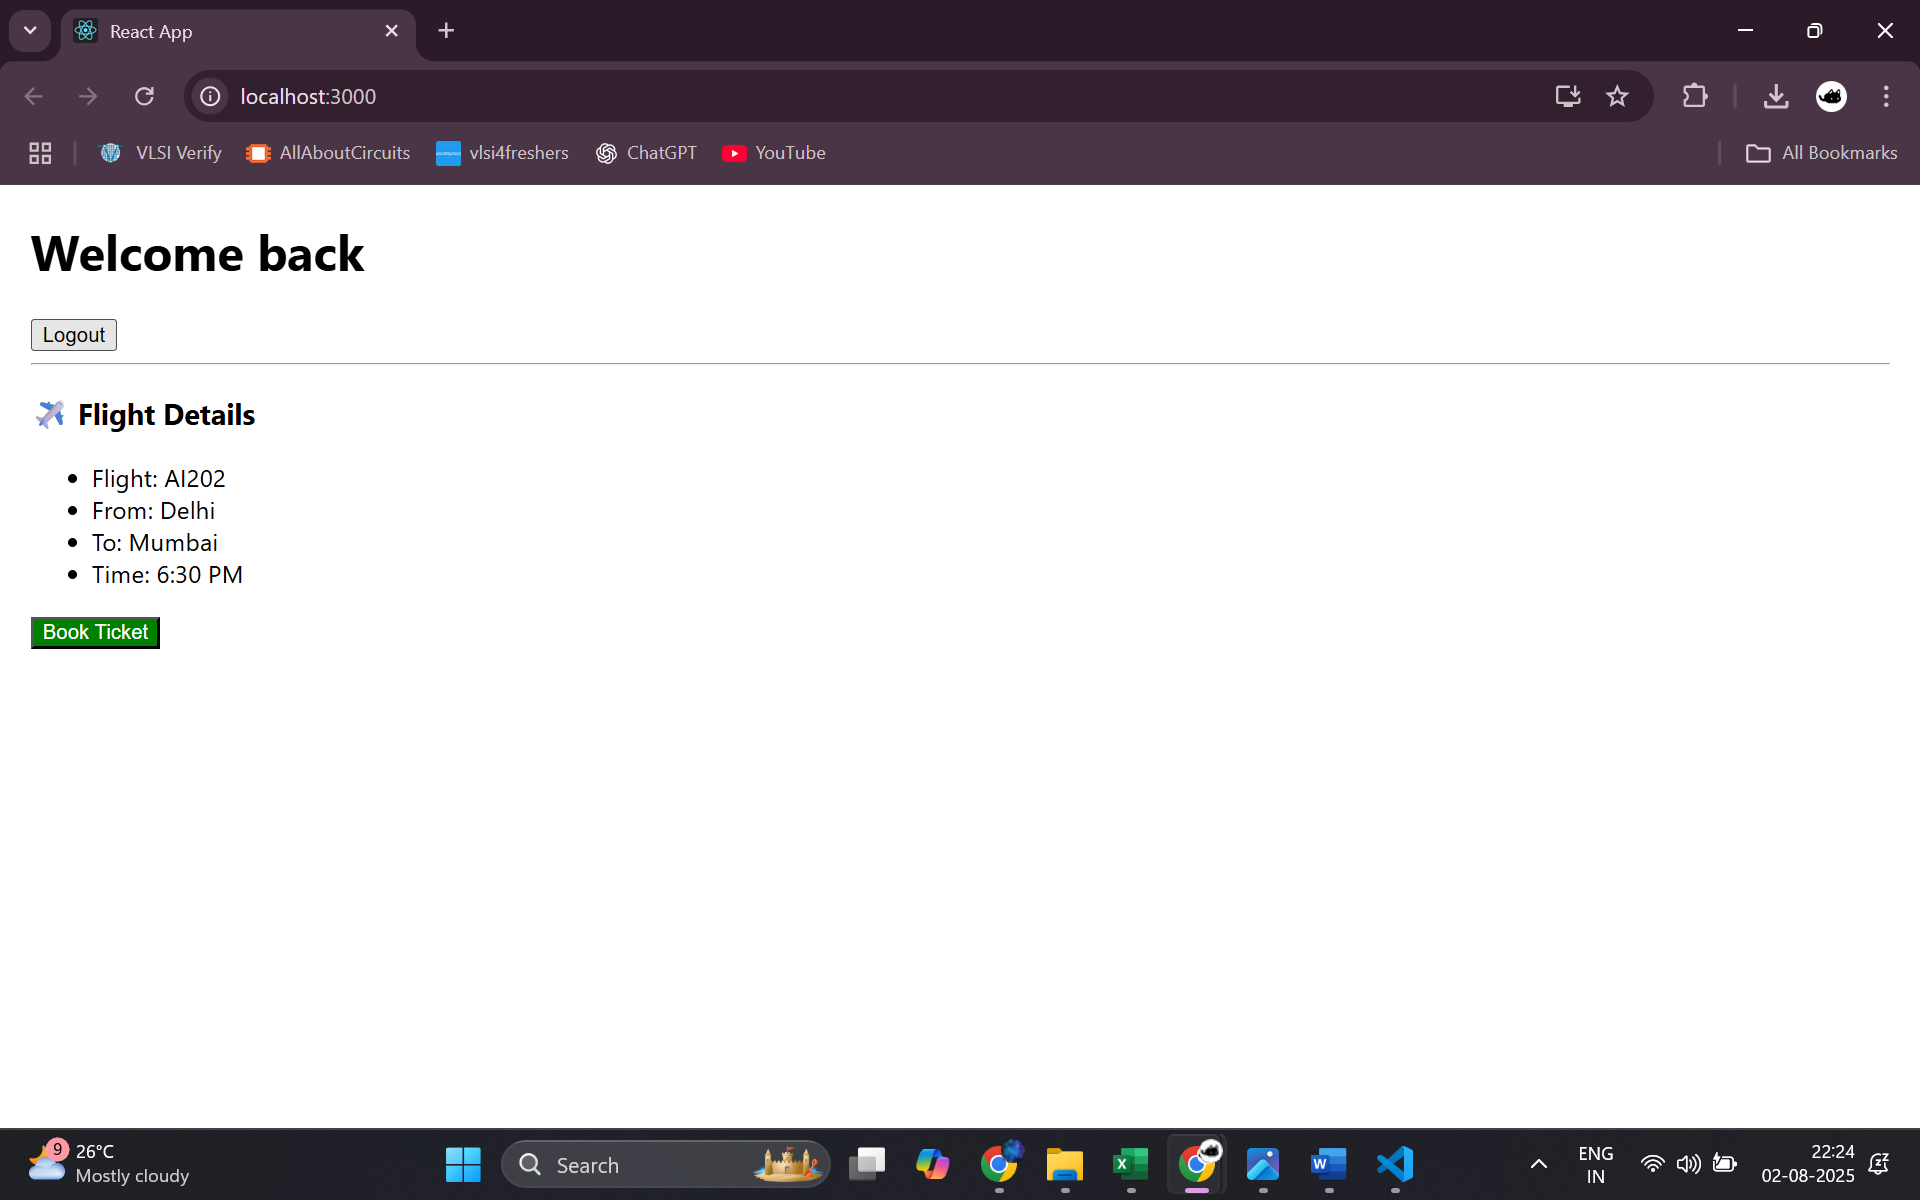 React App
localhost:3000
VLSI Verify AllAboutCircuits vlsi4freshers ChatGPT YouTube All Bookmarks
Welcome back
Logout
Flight Details
Flight: AI202
From: Delhi
To: Mumbai
Time: 6:30 PM
Book Ticket
9
26°C
Mostly cloudy
Search
ENG
IN
22:24
02-08-2025